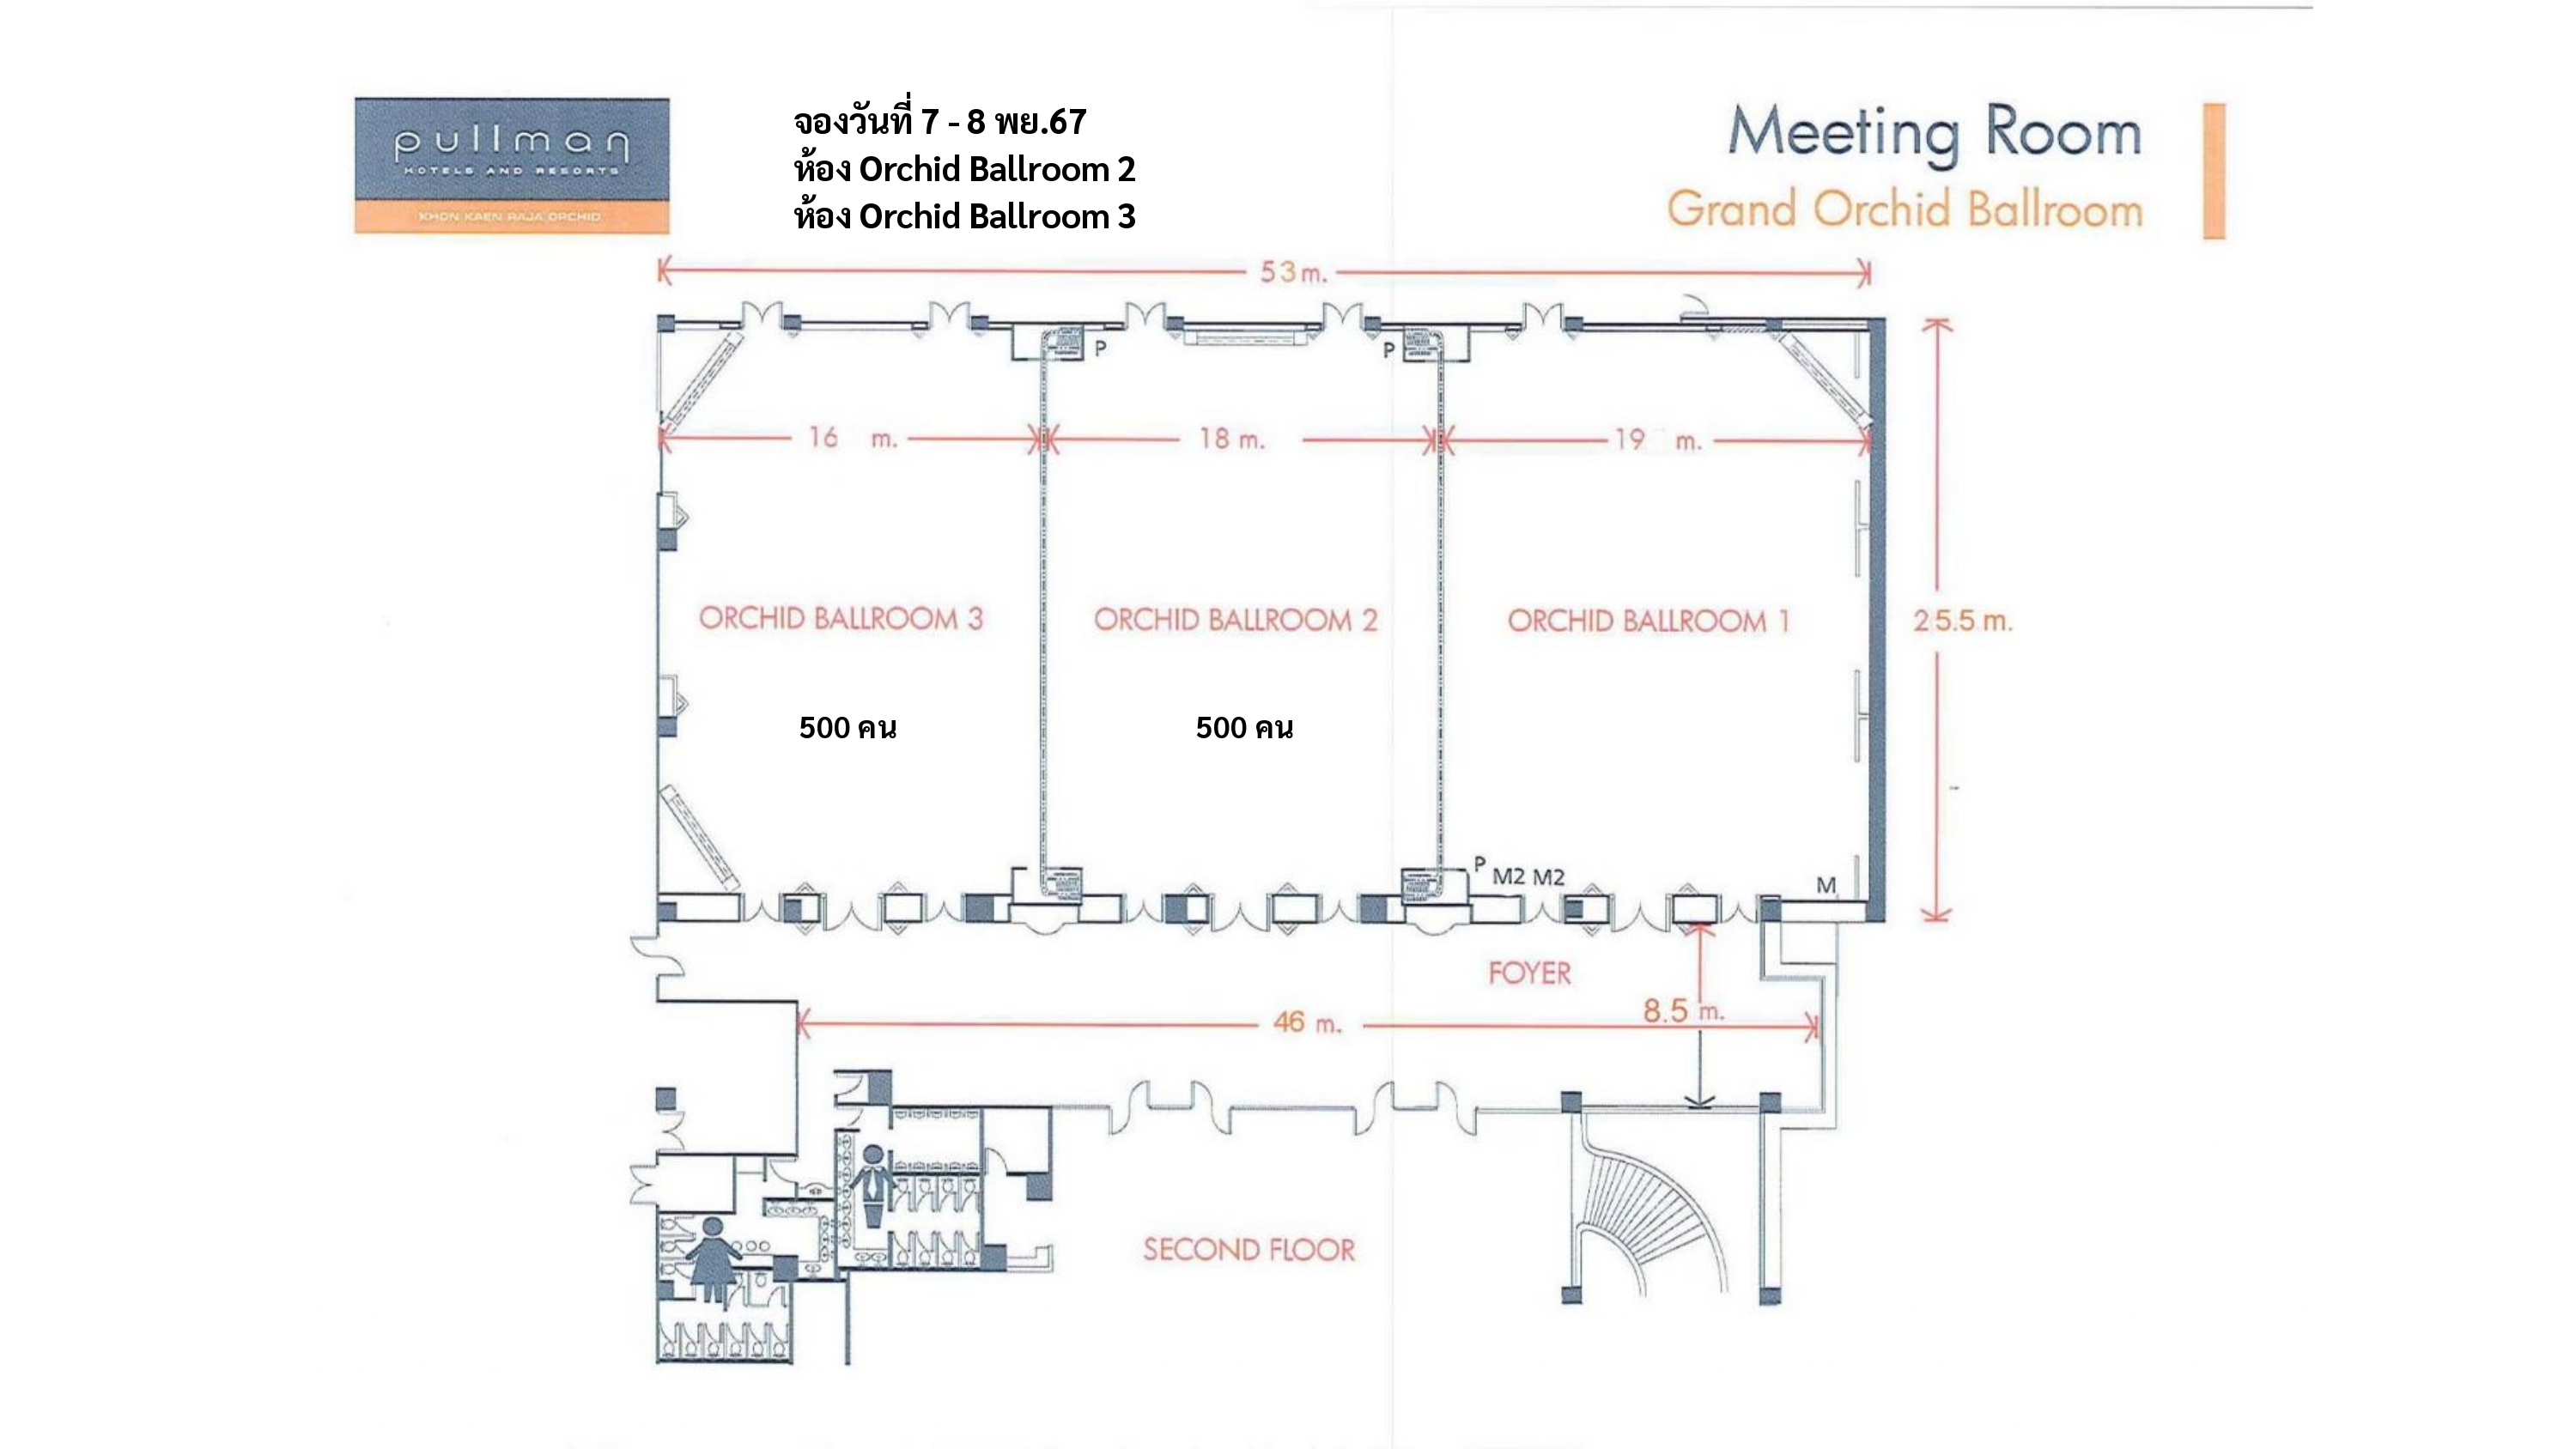 pullman
HOTELS AND RESORTS
KHON KAEN RAJA ORCHID
จองวันที่ 7 - 8 พย.67
ห้อง Orchid Ballroom 2
ห้อง Orchid Ballroom 3
Meeting Room
Grand Orchid Ballroom
53 m.
P
P
16 m.
18 m.
19 m.
ORCHID BALLROOM 3
ORCHID BALLROOM 2
ORCHID BALLROOM 1
25.5 m.
500 คน
500 คน
P
M2 M2
M
FOYER
8.5 m.
46 m.
SECOND FLOOR